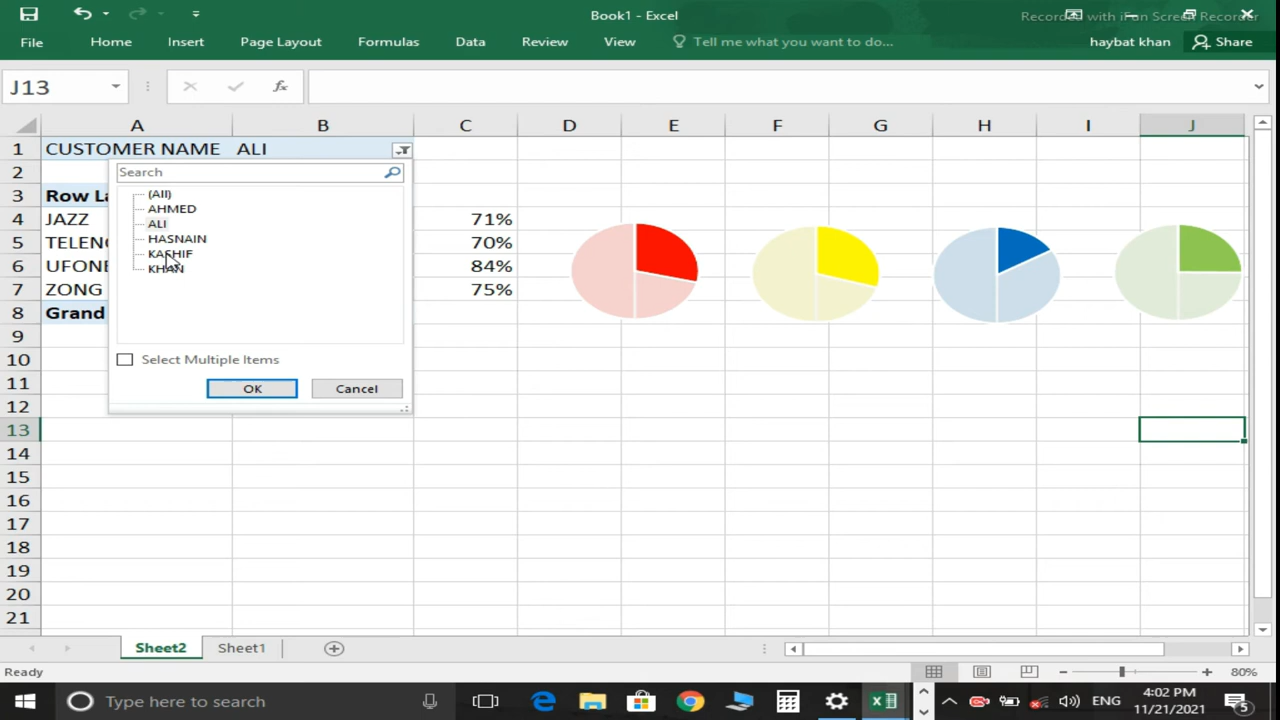 Book1 - Excel
Recorded with iFun Screen Recorder
File Home Insert Page Layout Formulas Data Review View Tell me what you want to do... haybat khan Share
J13 fx
A B C D E F G H I J
1 CUSTOMER NAME ALI
2
Search
3 Row La
(All)
AHMED
4 JAZZ 71%
ALI
5 TELENO 70%
HASNAIN
KASHIF
6 UFONE 84%
KHAN
7 ZONG 75%
8 Grand
9
10 Select Multiple Items
11 OK Cancel
12
13
14
15
16
17
18
19
20
21
Sheet2 Sheet1
Ready 80%
Type here to search ENG 4:02 PM
11/21/2021 5